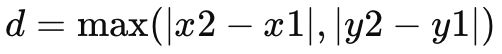 d = max(|x2 − x1|, |y2 − y1|)